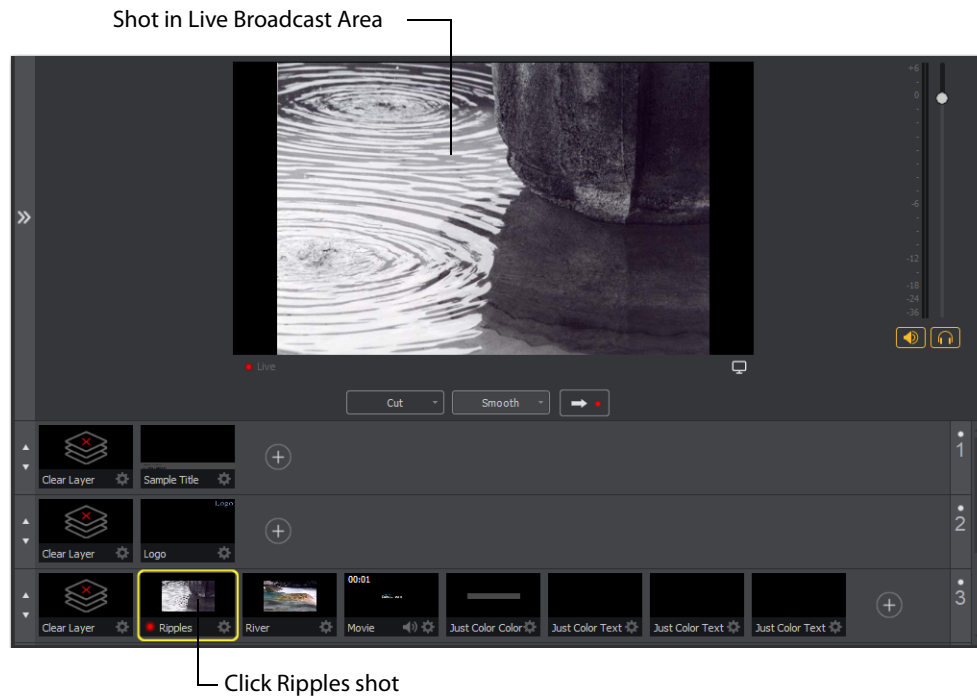 Shot in Live Broadcast Area
+6
0
-6
-12
-18
-24
-36
Live
Cut
Smooth
Clear Layer
Sample Title
1
Logo
Clear Layer
Logo
2
00:01
Clear Layer
Ripples
River
Movie
Just Color Color
Just Color Text
Just Color Text
Just Color Text
3
Click Ripples shot